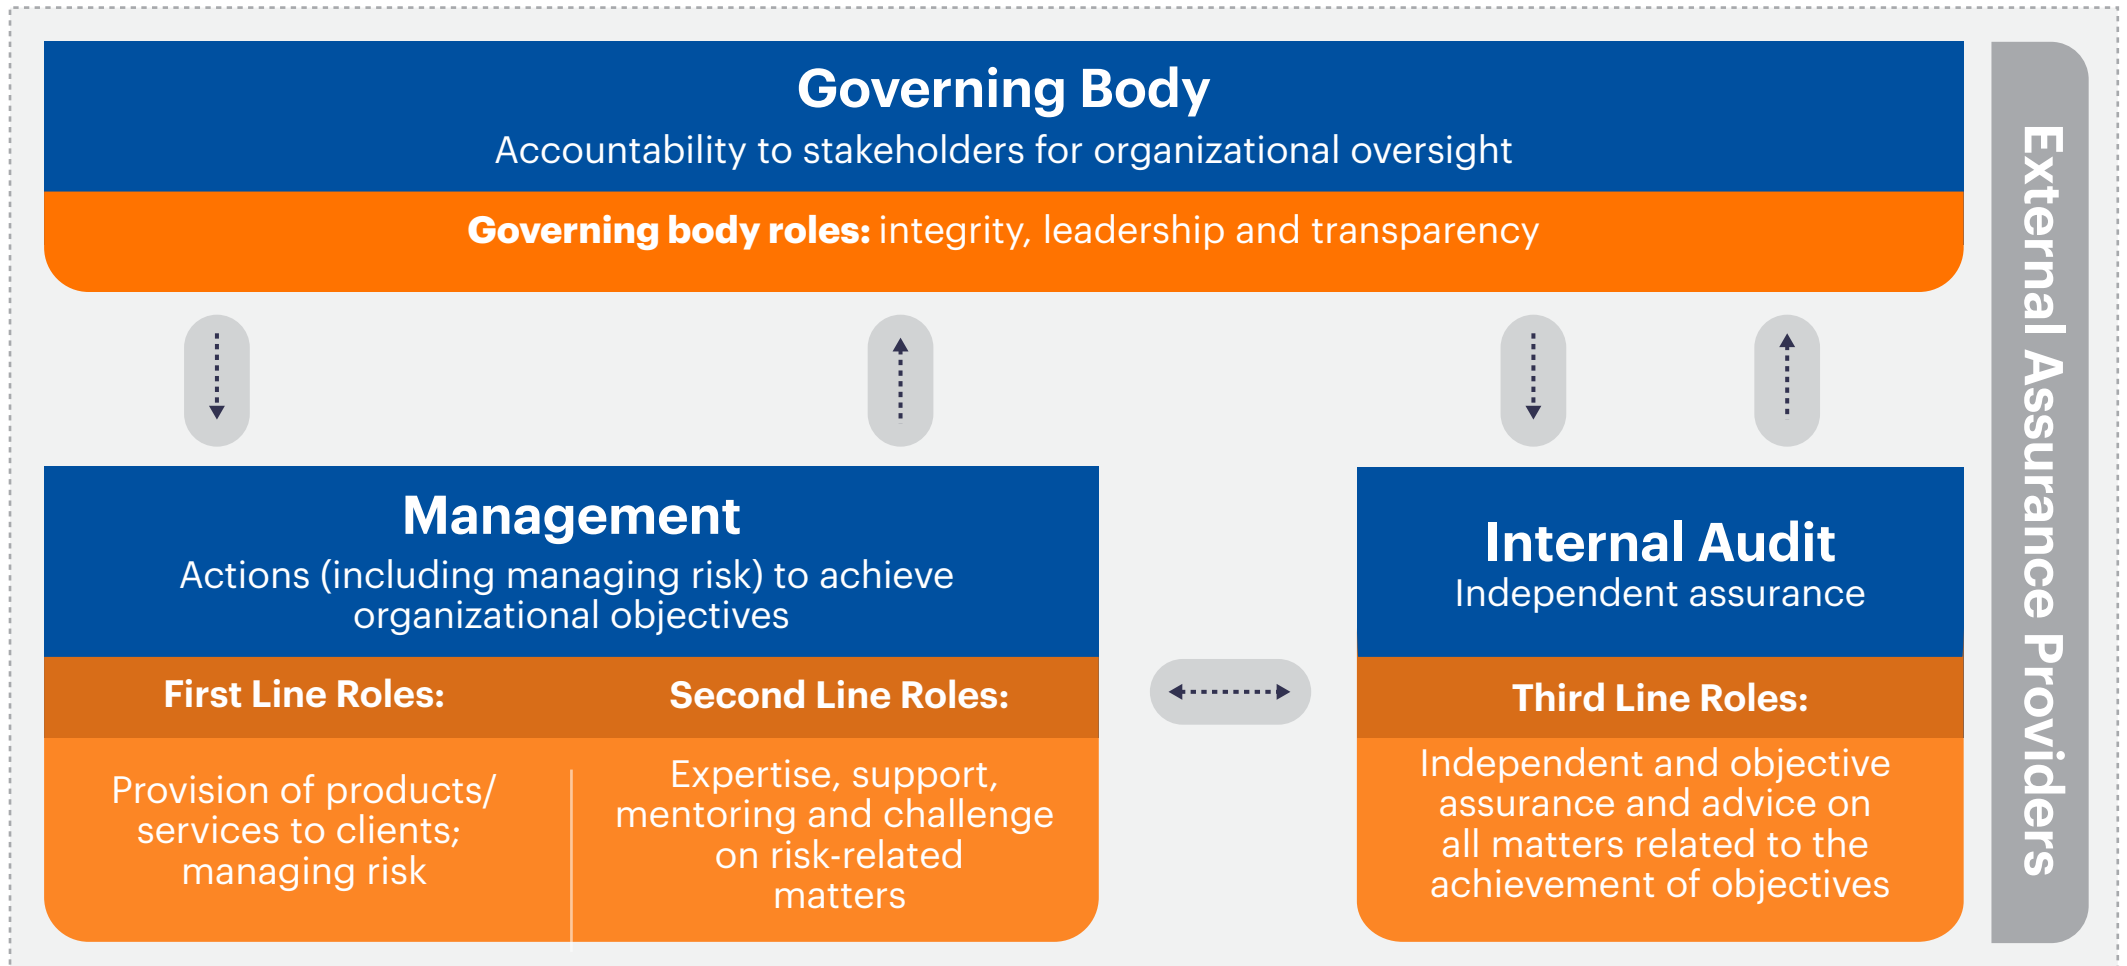 Governing Body
Accountability to stakeholders for organizational oversight
Governing body roles: integrity, leadership and transparency
Management
Actions (including managing risk) to achieve
organizational objectives
First Line Roles:
Provision of products/
services to clients;
managing risk
Second Line Roles:
Expertise, support,
mentoring and challenge
on risk-related
matters
Internal Audit
Independent assurance
Third Line Roles:
Independent and objective
assurance and advice on
all matters related to the
achievement of objectives
External Assurance Providers